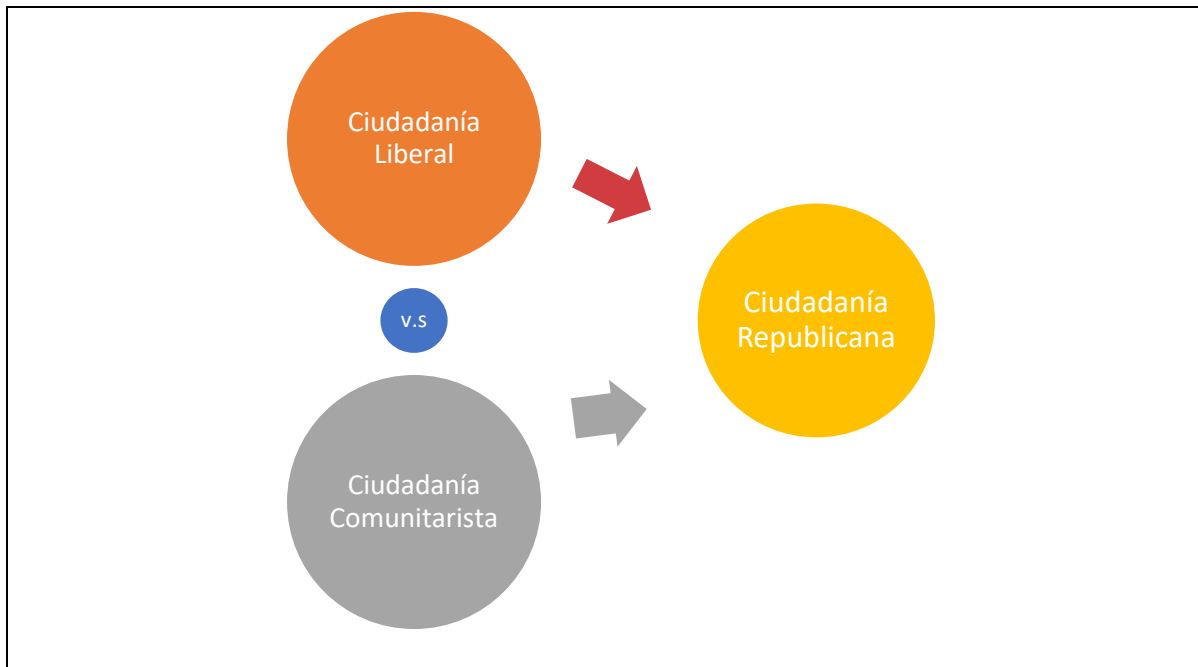 Ciudadanía
Liberal
v.s
Ciudadanía
Comunitarista
Ciudadanía
Republicana